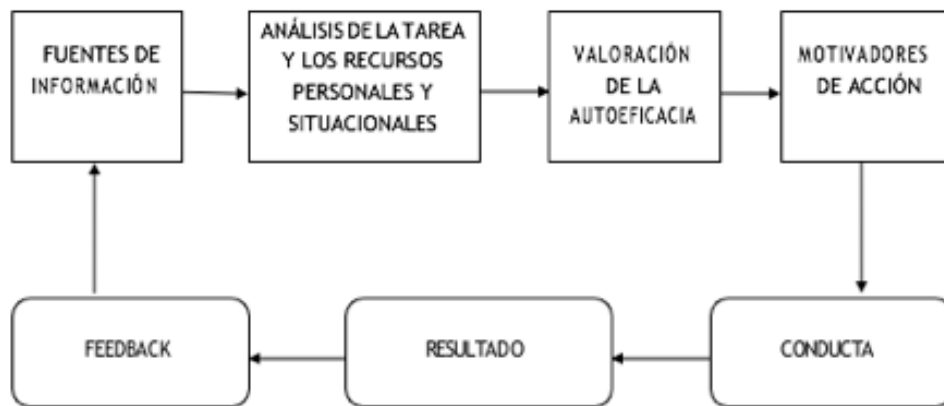 FUENTES DE
INFORMACIÓN
ANÁLISIS DE LA TAREA
Y LOS RECURSOS
PERSONALES Y
SITUACIONALES
VALORACIÓN
DE LA
AUTOEFICACIA
MOTIVADORES
DE ACCIÓN
FEEDBACK
RESULTADO
CONDUCTA